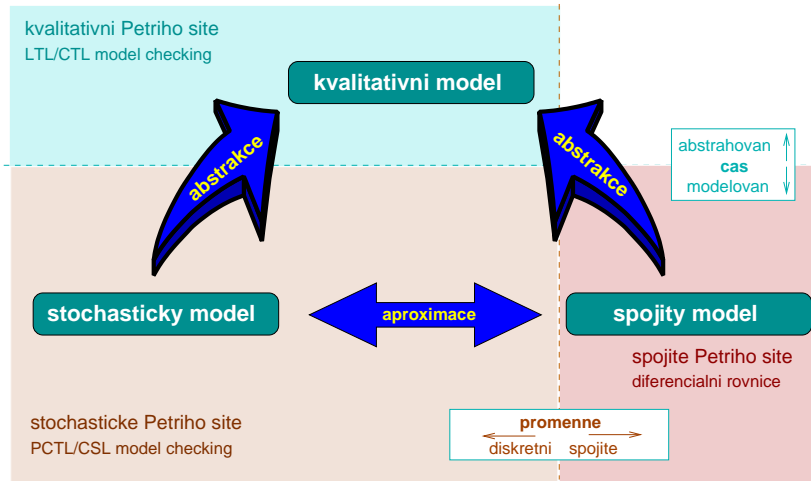 kvalitativni Petriho site
LTL/CTL model checking
kvalitativni model
abstrakce
abstrakce
abstrahovan
cas
modelovan
stochasticky model
aproximace
spojity model
spojite Petriho site
diferencialni rovnice
stochasticke Petriho site
PCTL/CSL model checking
promenne
diskretni spojite